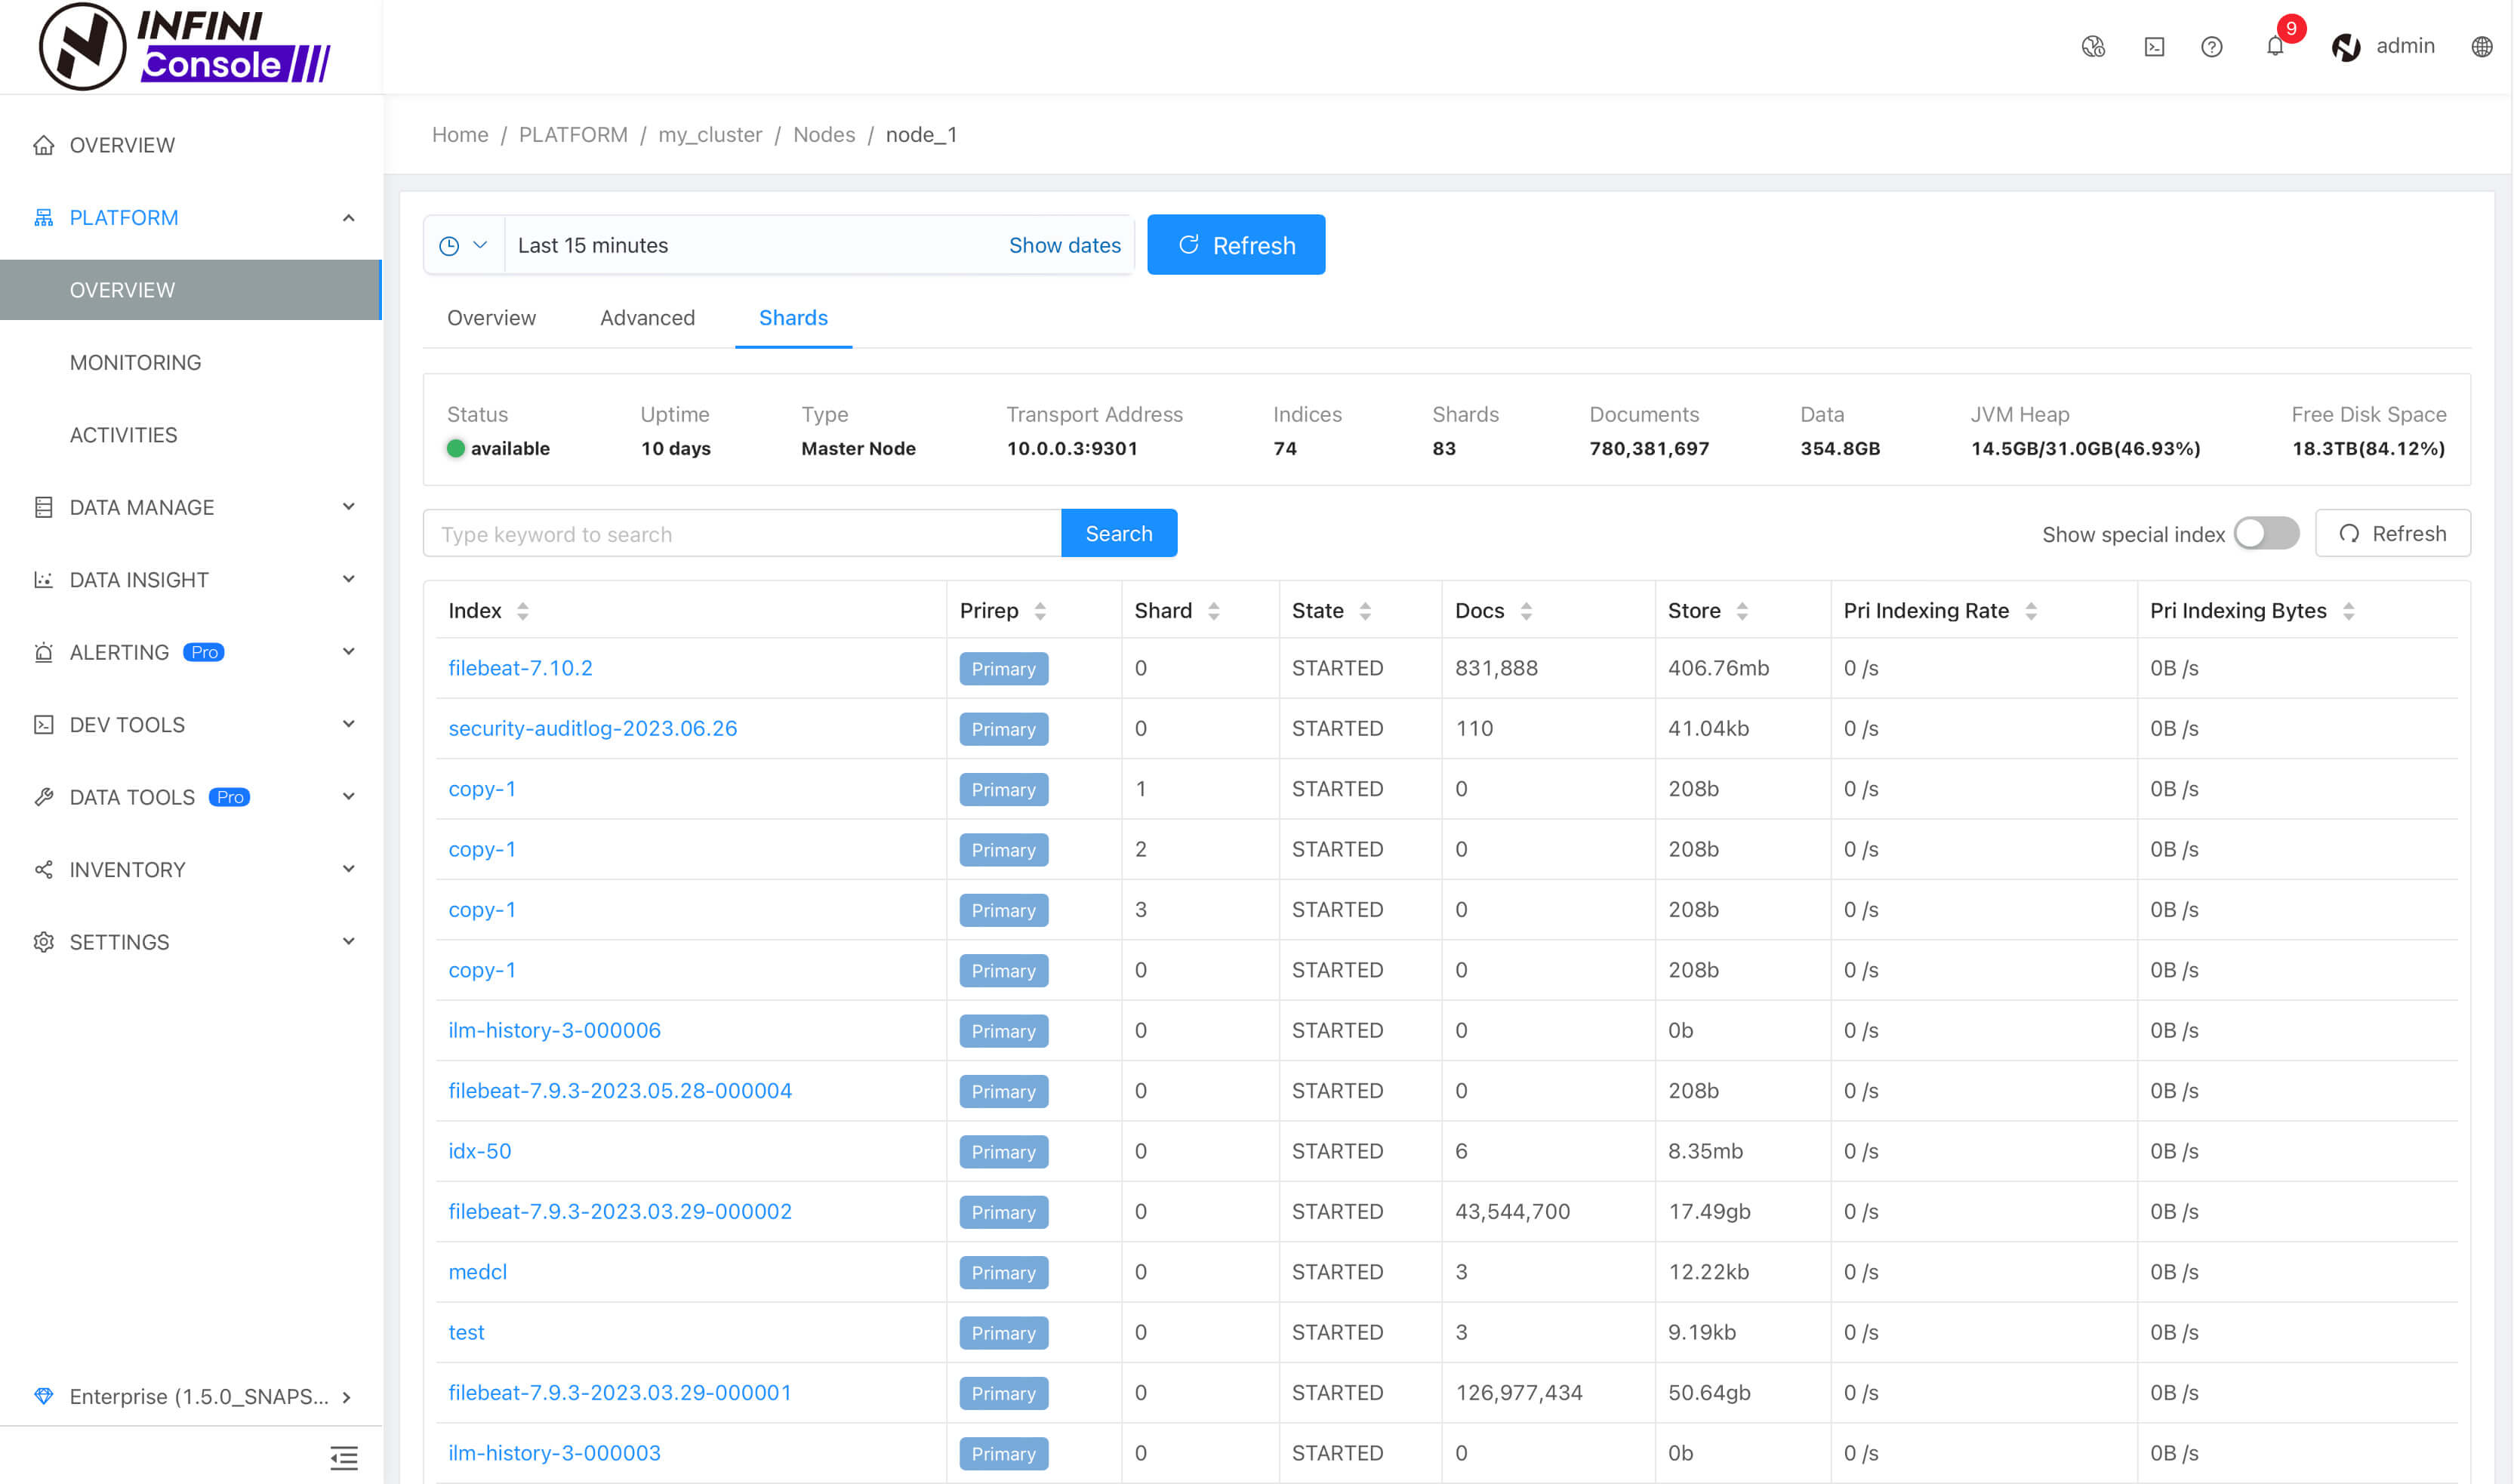 INFINI
Console
9
admin
OVERVIEW
PLATFORM
OVERVIEW
MONITORING
ACTIVITIES
DATA MANAGE
DATA INSIGHT
ALERTING Pro
DEV TOOLS
DATA TOOLS Pro
INVENTORY
SETTINGS
Enterprise (1.5.0_SNAPS...
Home / PLATFORM / my_cluster / Nodes / node_1
Last 15 minutes Show dates Refresh
Overview Advanced Shards
Status Uptime Type Transport Address Indices Shards Documents Data JVM Heap Free Disk Space
available 10 days Master Node 10.0.0.3:9301 74 83 780,381,697 354.8GB 14.5GB/31.0GB(46.93%) 18.3TB(84.12%)
Type keyword to search Search Show special index Refresh
Index Prirep Shard State Docs Store Pri Indexing Rate Pri Indexing Bytes
filebeat-7.10.2 Primary 0 STARTED 831,888 406.76mb 0 /s 0B /s
security-auditlog-2023.06.26 Primary 0 STARTED 110 41.04kb 0 /s 0B /s
copy-1 Primary 1 STARTED 0 208b 0 /s 0B /s
copy-1 Primary 2 STARTED 0 208b 0 /s 0B /s
copy-1 Primary 3 STARTED 0 208b 0 /s 0B /s
copy-1 Primary 0 STARTED 0 208b 0 /s 0B /s
ilm-history-3-000006 Primary 0 STARTED 0 0b 0 /s 0B /s
filebeat-7.9.3-2023.05.28-000004 Primary 0 STARTED 0 208b 0 /s 0B /s
idx-50 Primary 0 STARTED 6 8.35mb 0 /s 0B /s
filebeat-7.9.3-2023.03.29-000002 Primary 0 STARTED 43,544,700 17.49gb 0 /s 0B /s
medcl Primary 0 STARTED 3 12.22kb 0 /s 0B /s
test Primary 0 STARTED 3 9.19kb 0 /s 0B /s
filebeat-7.9.3-2023.03.29-000001 Primary 0 STARTED 126,977,434 50.64gb 0 /s 0B /s
ilm-history-3-000003 Primary 0 STARTED 0 0b 0 /s 0B /s